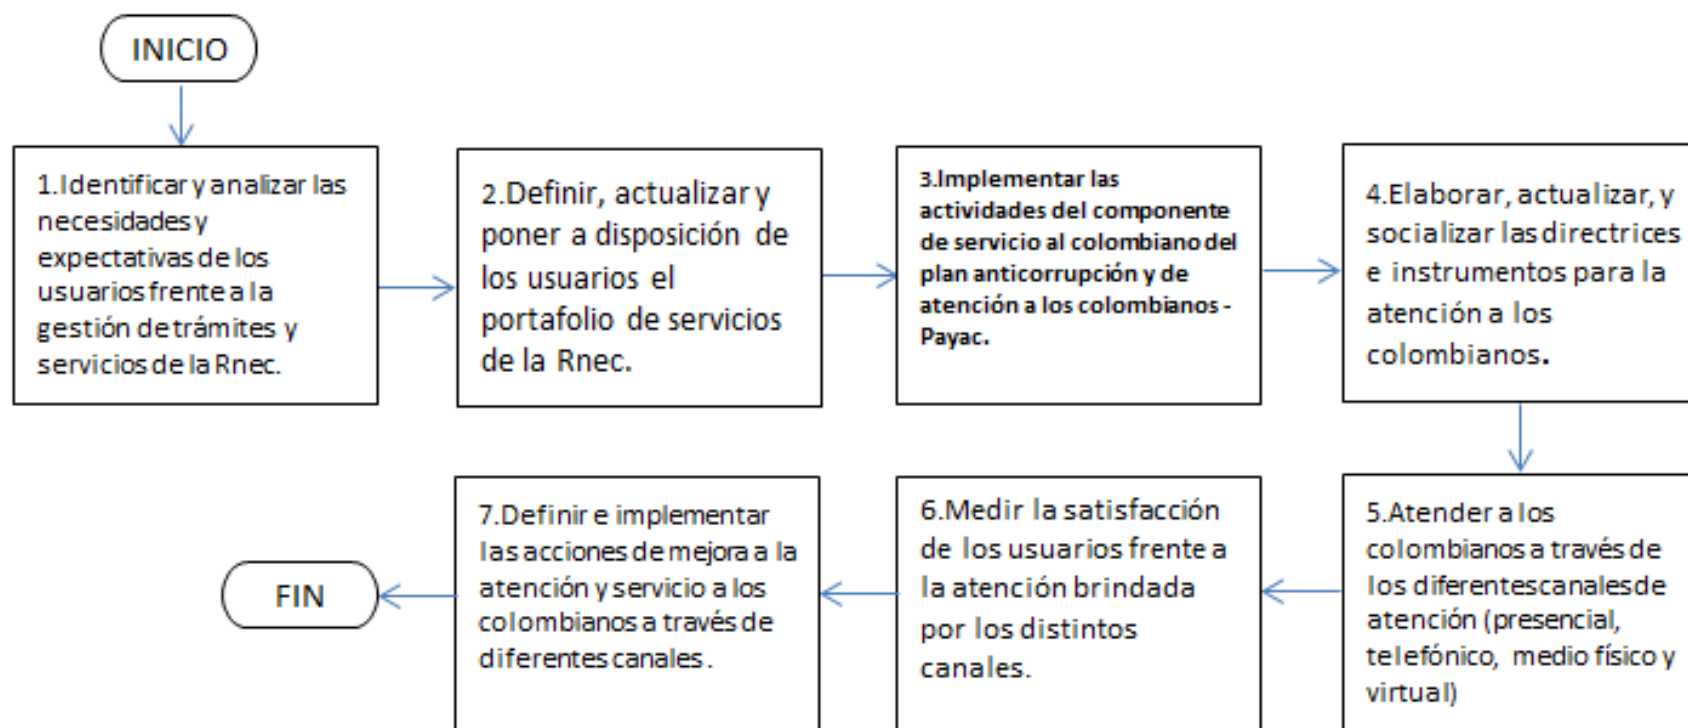 INICIO
1.Identificar y analizar las
necesidades y
expectativas de los
usuarios frente a la
gestión de trámites y
servicios de la Rnec.
2.Definir, actualizar y
poner a disposición de
los usuarios el
portafolio de servicios
de la Rnec.
3.Implementar las
actividades del componente
de servicio al colombiano del
plan anticorrupción y de
atención a los colombianos -
Payac.
4.Elaborar, actualizar, y
socializar las directrices
e instrumentos para la
atención a los
colombianos.
5.Atender a los
colombianos a través de
los diferentes canales de
atención (presencial,
telefónico, medio físico y
virtual)
6.Medir la satisfacción
de los usuarios frente a
la atención brindada
por los distintos
canales.
7.Definir e implementar
las acciones de mejora a la
atención y servicio a los
colombianos a través de
diferentes canales.
FIN